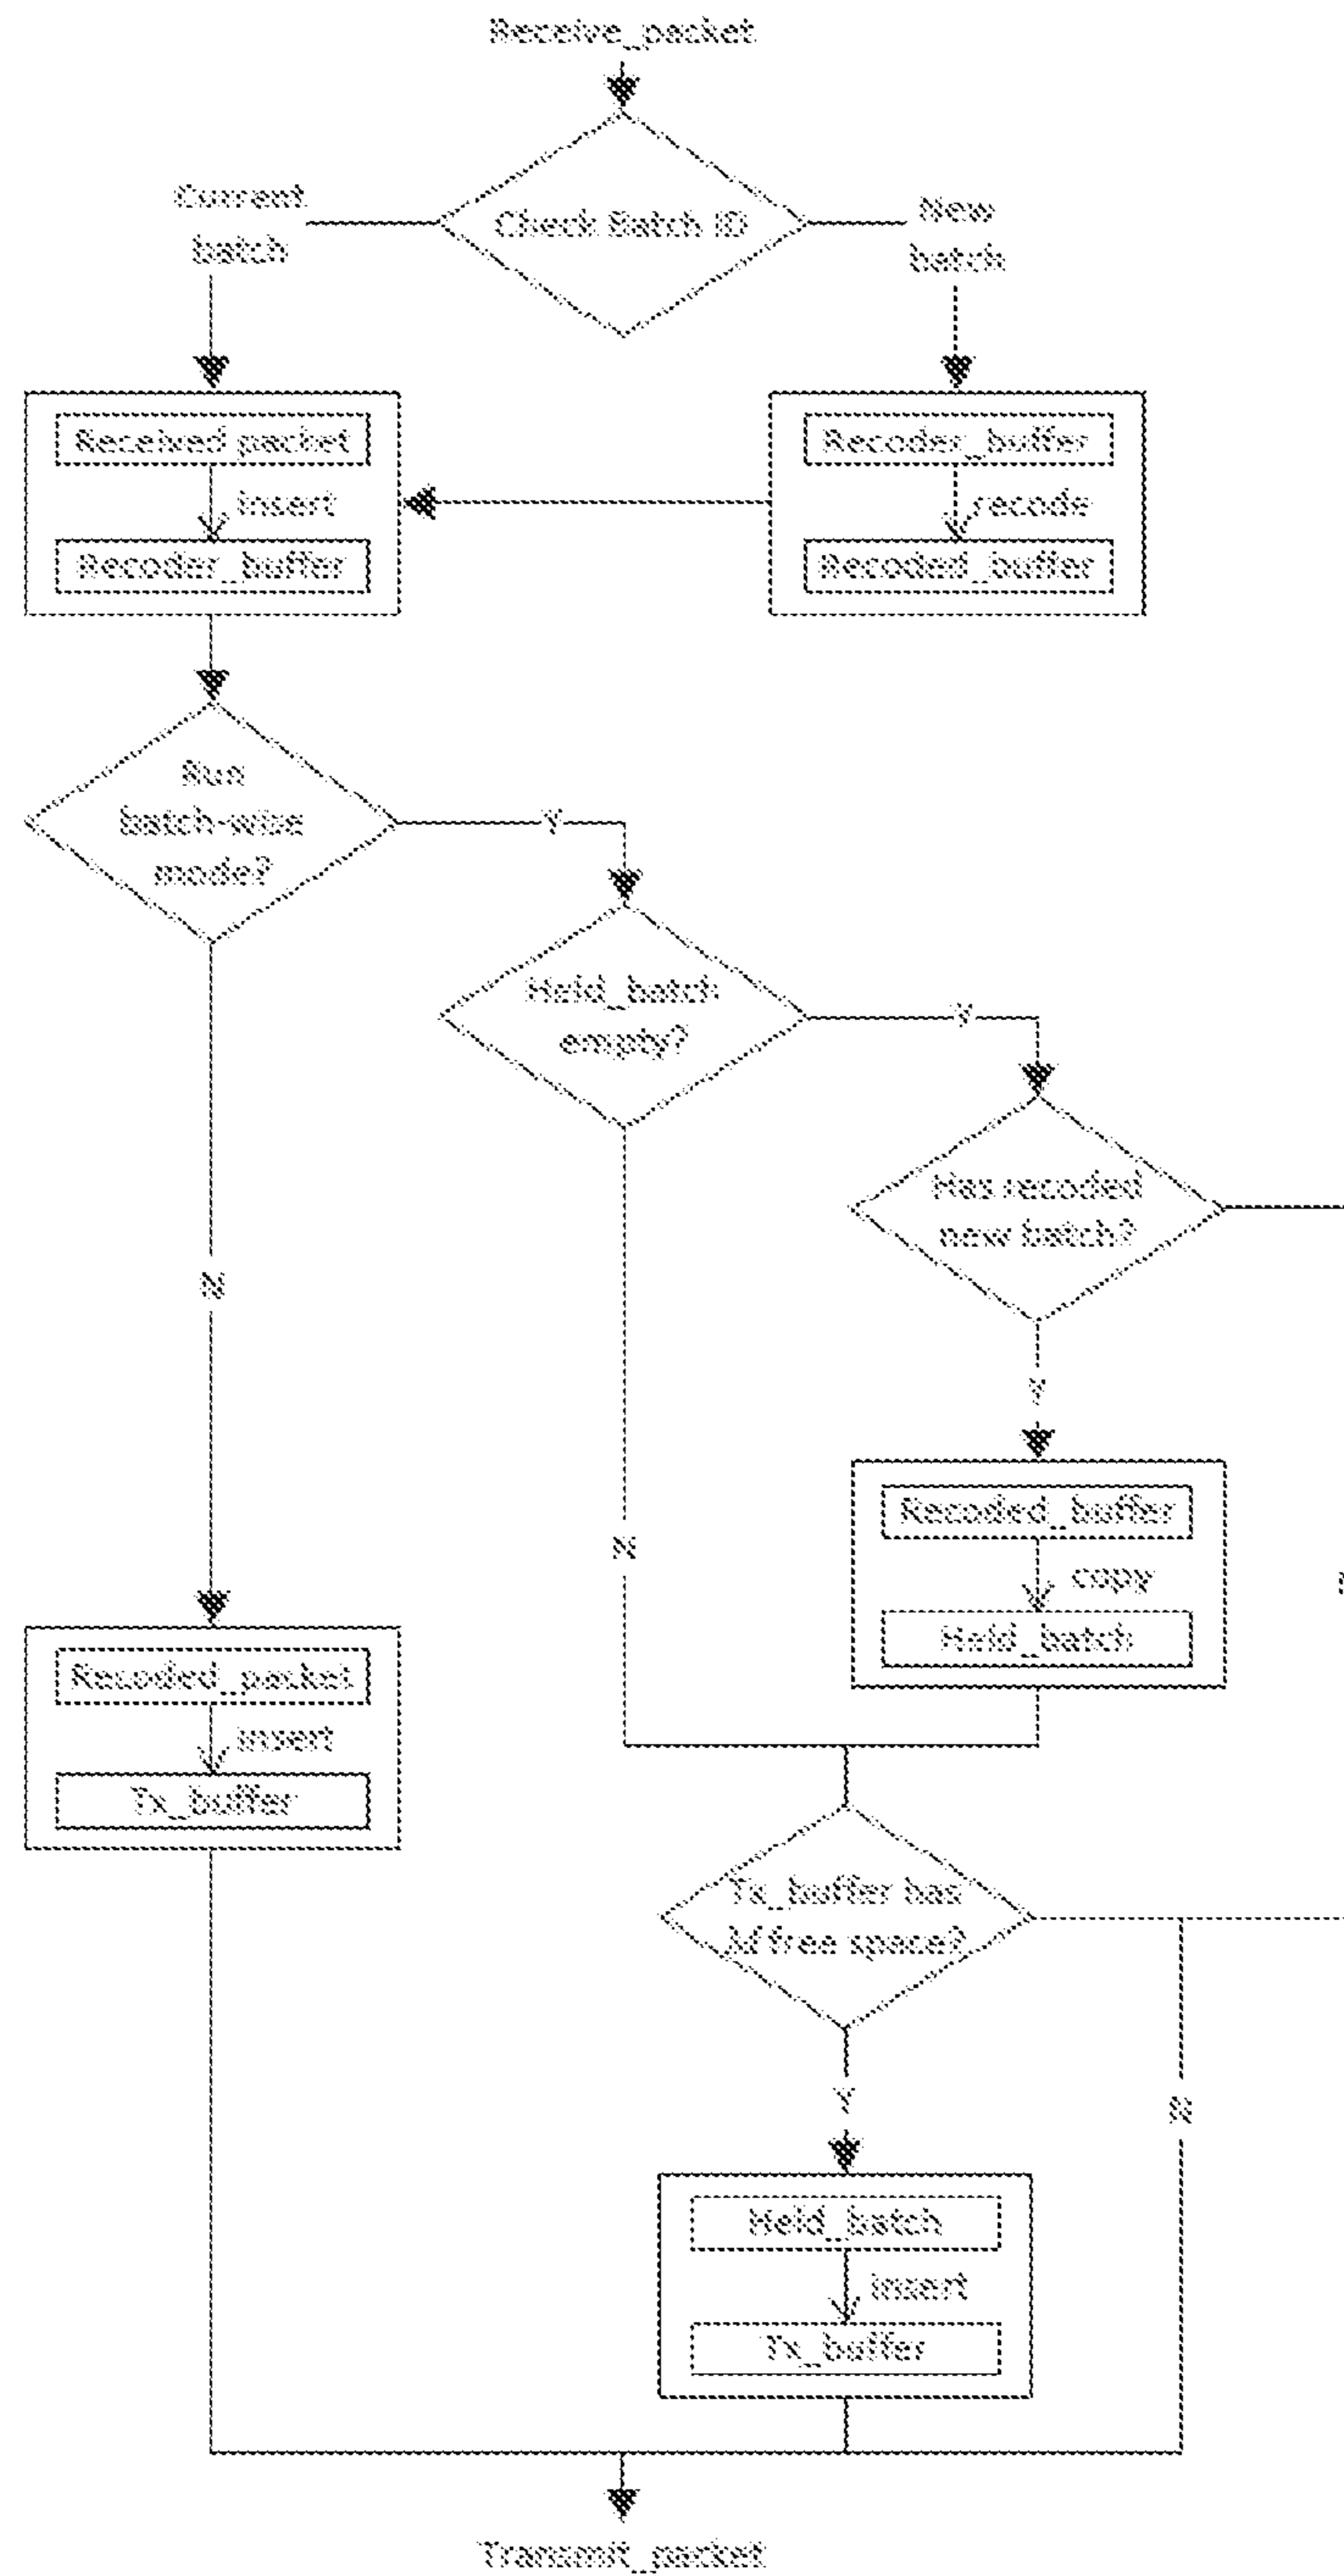 Receive_packet
Check Batch ID
Current
batch
New
batch
Received packet
insert
Recoder_buffer
Recoder_buffer
recode
Recoded_buffer
Run
batch-wise
mode?
Y
Held_batch
empty?
Y
Has recoded
new batch?
N
Y
Recoded_buffer
copy
Held_batch
N
Recoded_packet
insert
Tx_buffer
Tx_buffer has
M free space?
Y
N
Held_batch
insert
Tx_buffer
Transmit_packet